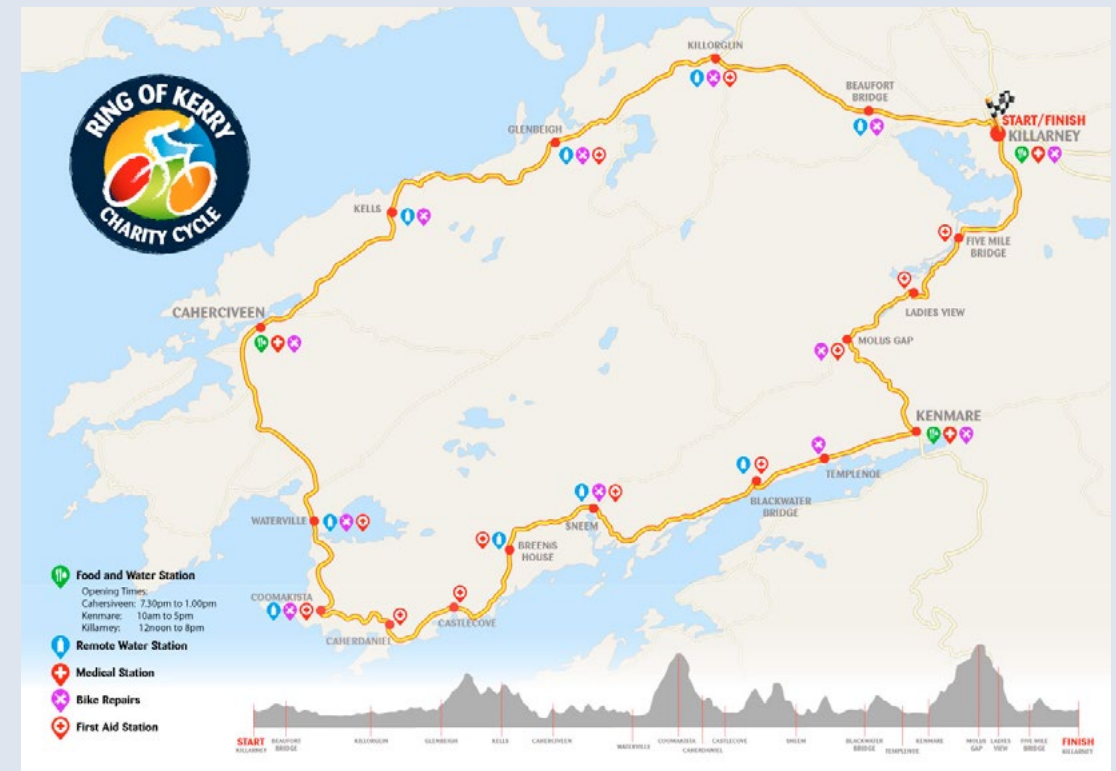 RING OF KERRY
CHARITY CYCLE
KILLORGLIN
BEAUFORT
BRIDGE
START/FINISH
KILLARNEY
GLENBEIGH
KELLS
FIVE MILE
BRIDGE
LADIES VIEW
CAHERCIVEEN
MOLLIS GAP
KENMARE
TEMPLENOE
BLACKWATER
BRIDGE
SNEEM
BREENIS
HOUSE
WATERVILLE
COOMAKISTA
CASTLECOVE
CAHERDANIEL
Food and Water Station
Opening Times:
Cahersiveen: 7.30pm to 1.00pm
Kenmare: 10am to 5pm
Killarney: 12noon to 8pm
Remote Water Station
Medical Station
Bike Repairs
First Aid Station
START
KILLARNEY
BEAUFORT
BRIDGE
KILLORGLIN
GLENBEIGH
KELLS
CAHERCIVEEN
WATERVILLE
COOMAKISTA
CAHERDANIEL
CASTLECOVE
SNEEM
BLACKWATER
BRIDGE
TEMPLENOE
KENMARE
MOLLIS
GAP
LADIES
VIEW
FIVE MILE
BRIDGE
FINISH
KILLARNEY